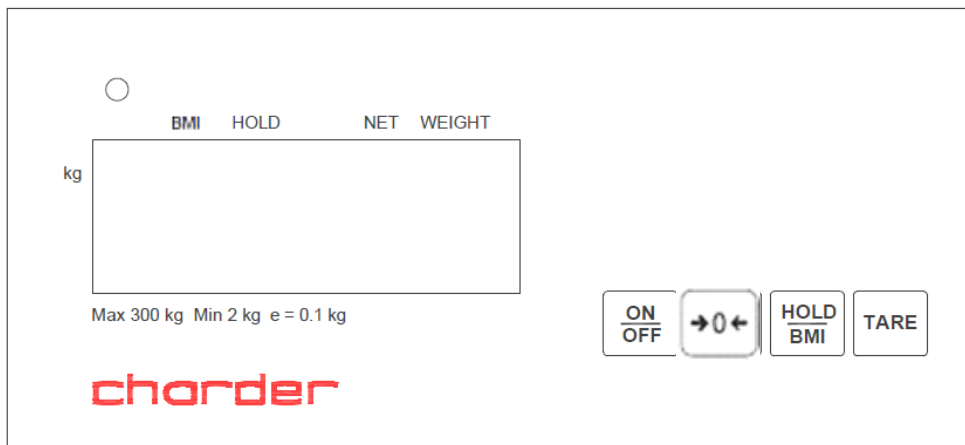 BMI HOLD NET WEIGHT
kg
Max 300 kg Min 2 kg e = 0.1 kg
ON
OFF
→0←
HOLD
BMI
TARE
charder